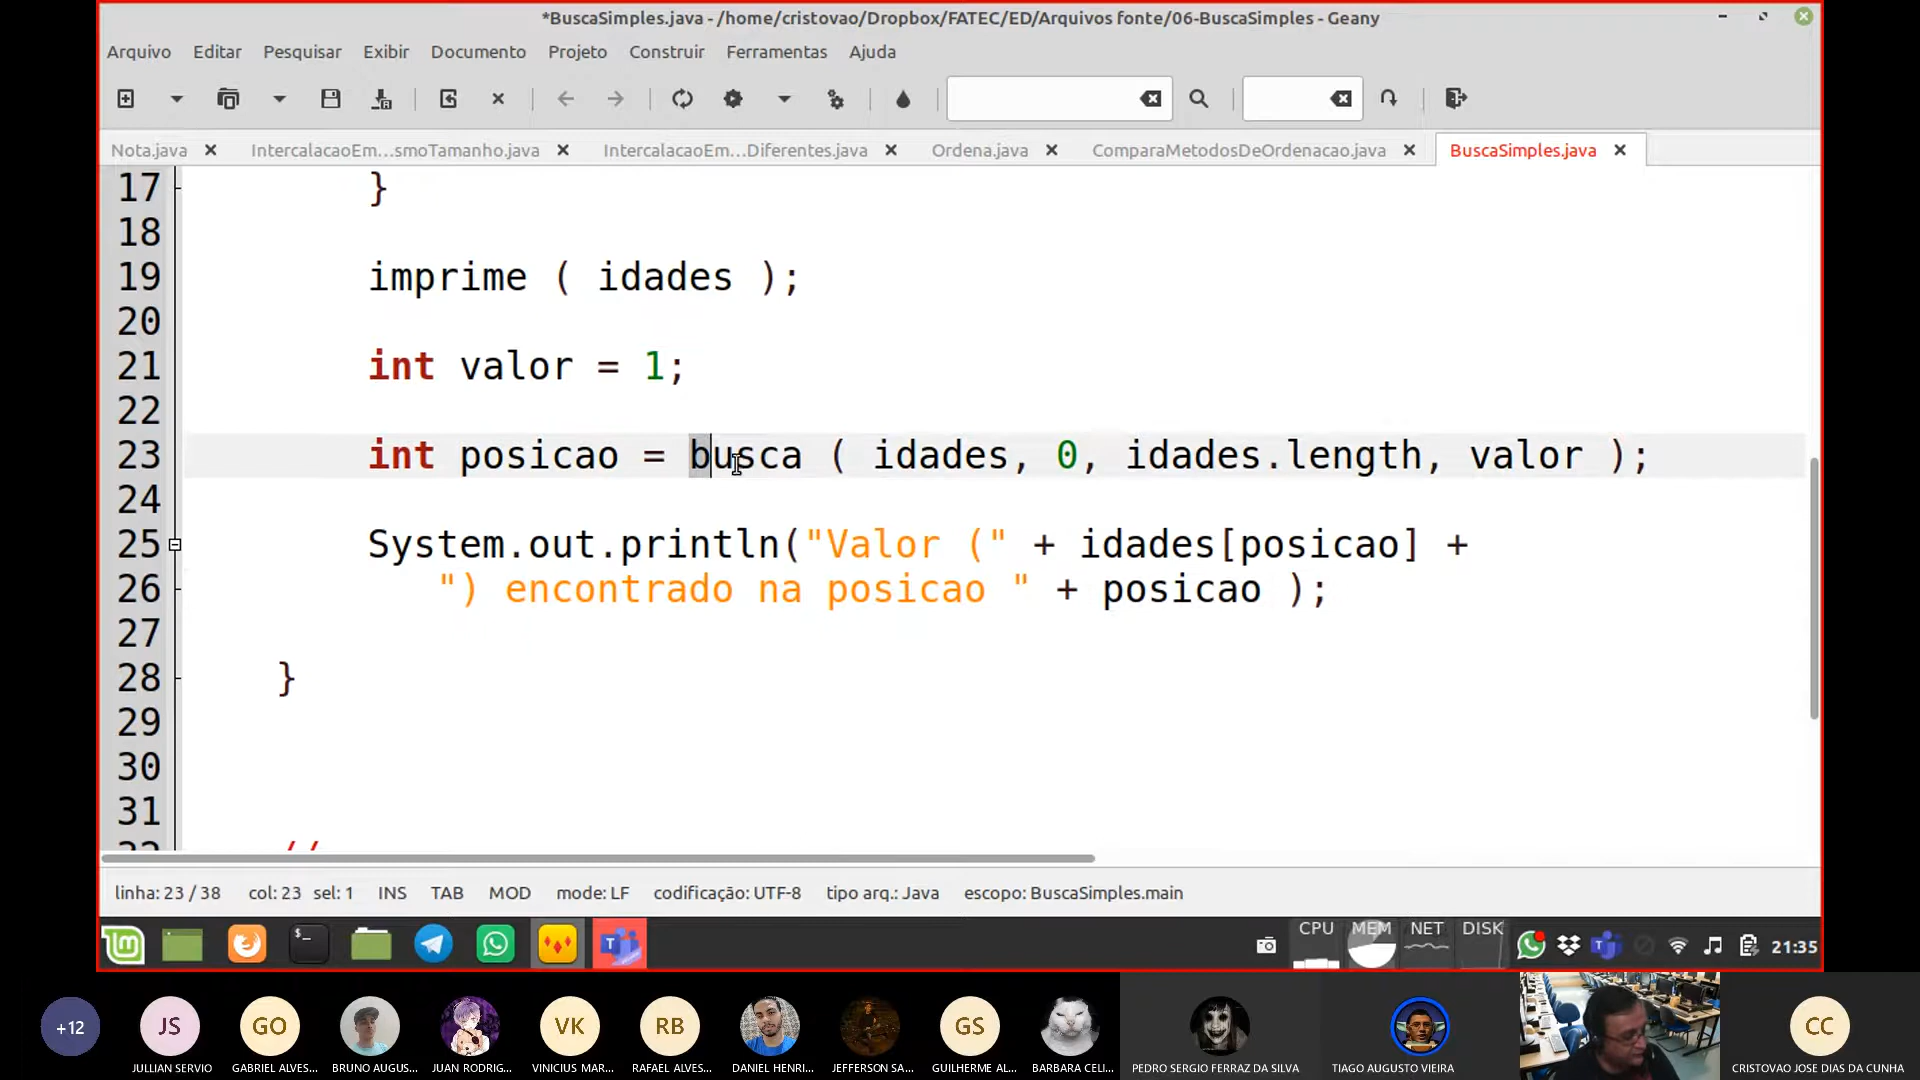 *BuscaSimples.java - /home/cristovao/Dropbox/FATEC/ED/Arquivos fonte/06-BuscaSimples - Geany
Arquivo Editar Pesquisar Exibir Documento Projeto Construir Ferramentas Ajuda
Nota.java IntercalacaoEm...smoTamanho.java IntercalacaoEm...Diferentes.java Ordena.java ComparaMetodosDeOrdenacao.java BuscaSimples.java
17 }
18
19 imprime ( idades );
20
21 int valor = 1;
22
23 int posicao = busca ( idades, 0, idades.length, valor );
24
25 System.out.println("Valor (" + idades[posicao] +
26 ") encontrado na posicao " + posicao );
27
28 }
29
30
31
32 //
linha: 23 / 38 col: 23 sel: 1 INS TAB MOD mode: LF codificação: UTF-8 tipo arq.: Java escopo: BuscaSimples.main
CPU MEM NET DISK 21:35
+12 JS GO VK RB GS CC
JULLIAN SERVIO GABRIEL ALVES... BRUNO AUGUS... JUAN RODRIG... VINICIUS MAR... RAFAEL ALVES... DANIEL HENRI... JEFFERSON SA... GUILHERME AL... BARBARA CELI... PEDRO SERGIO FERRAZ DA SILVA TIAGO AUGUSTO VIEIRA CRISTOVAO JOSE DIAS DA CUNHA